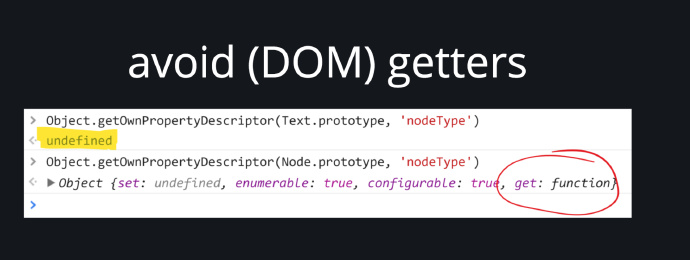 avoid (DOM) getters
> Object.getOwnPropertyDescriptor(Text.prototype, 'nodeType')
undefined
> Object.getOwnPropertyDescriptor(Node.prototype, 'nodeType')
▶Object {set: undefined, enumerable: true, configurable: true, get: function}
>